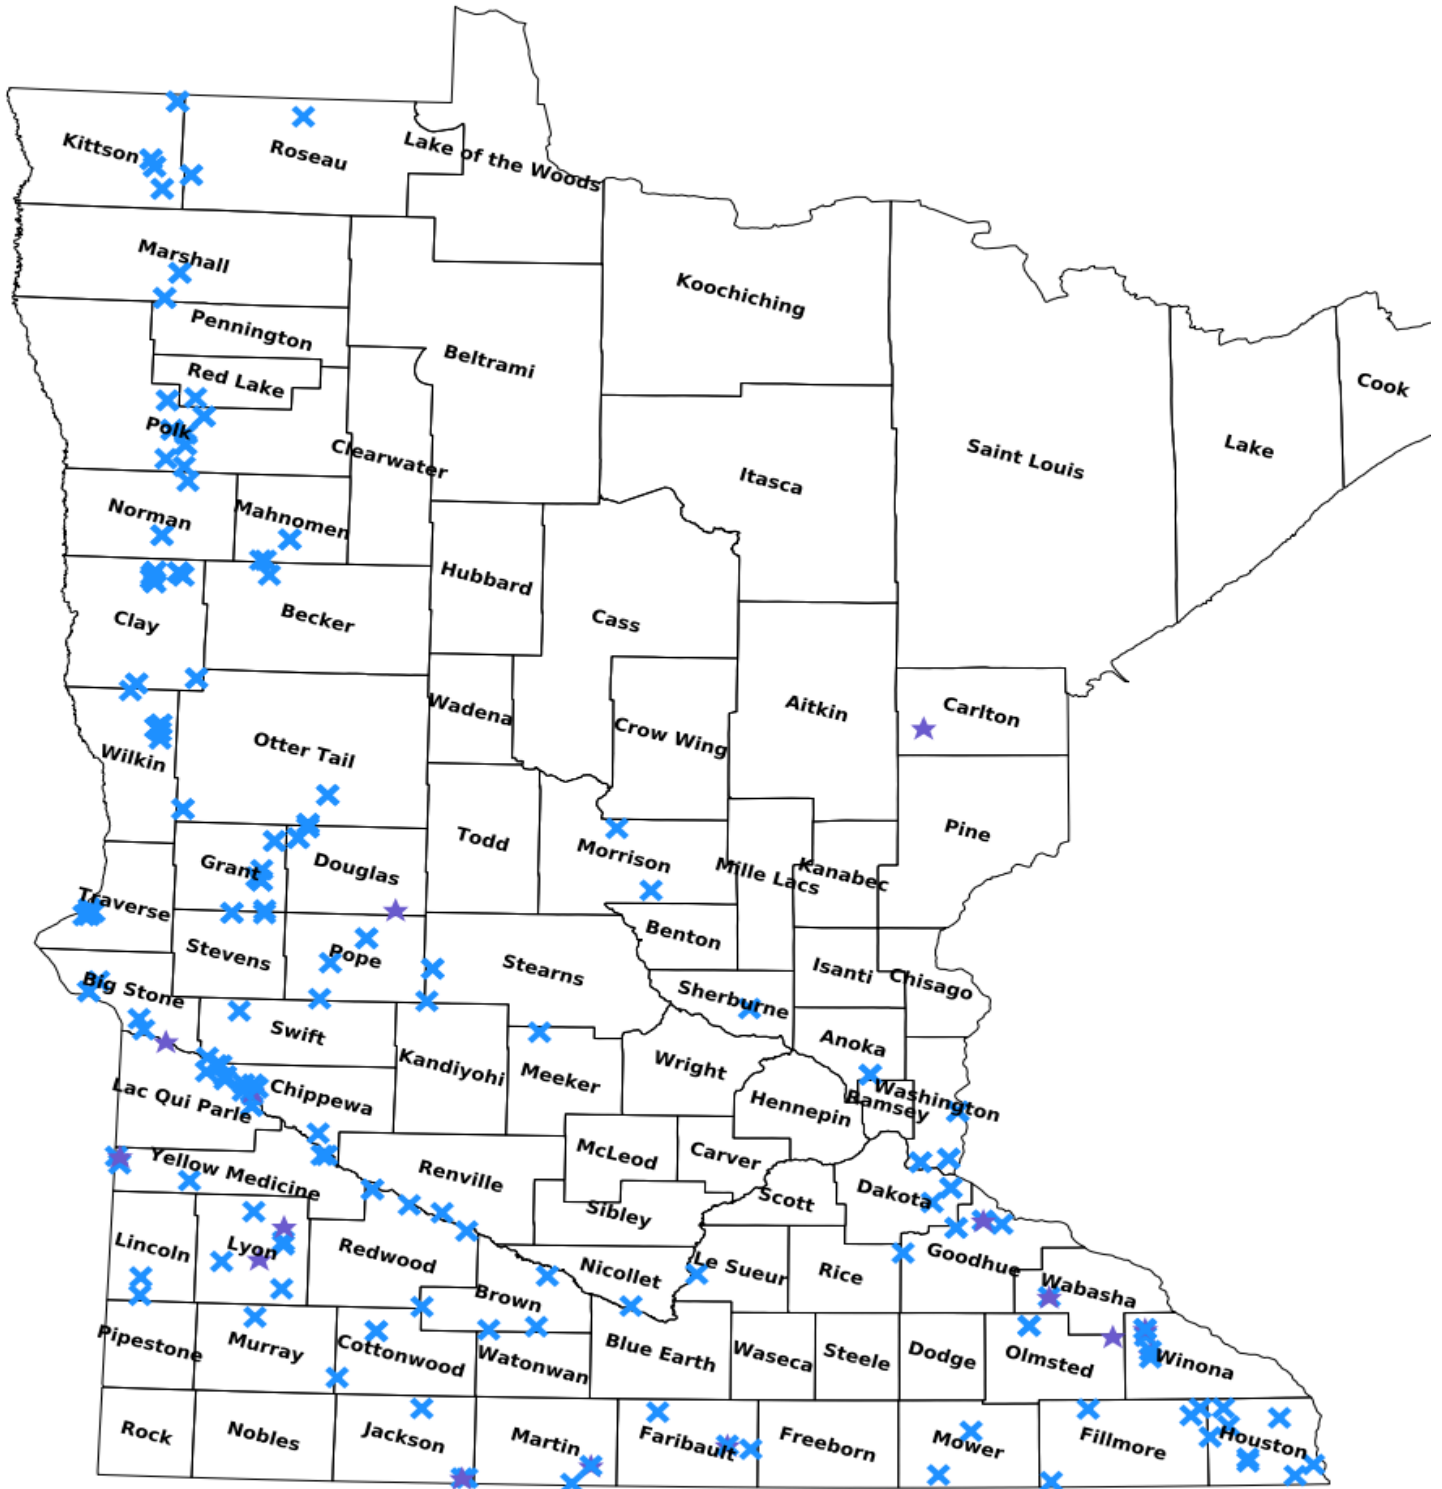 Kittson
Roseau
Lake of the Woods
Marshall
Koochiching
Pennington
Beltrami
Red Lake
Cook
Polk
Clearwater
Saint Louis
Lake
Itasca
Norman
Mahnomen
Hubbard
Clay
Becker
Cass
Wadena
Aitkin
Carlton
Crow Wing
Otter Tail
Wilkin
Todd
Morrison
Pine
Grant
Douglas
Mille Lacs
Kanabec
Traverse
Benton
Stevens
Pope
Stearns
Isanti
Chisago
Big Stone
Sherburne
Swift
Anoka
Kandiyohi
Meeker
Wright
Chippewa
Lac Qui Parle
Hennepin
Ramsey
Washington
McLeod
Carver
Yellow Medicine
Renville
Scott
Dakota
Sibley
Lincoln
Lyon
Redwood
Nicollet
Le Sueur
Rice
Goodhue
Wabasha
Brown
Pipestone
Murray
Cottonwood
Watonwan
Blue Earth
Waseca
Steele
Dodge
Olmsted
Winona
Rock
Nobles
Jackson
Martin
Faribault
Freeborn
Mower
Fillmore
Houston